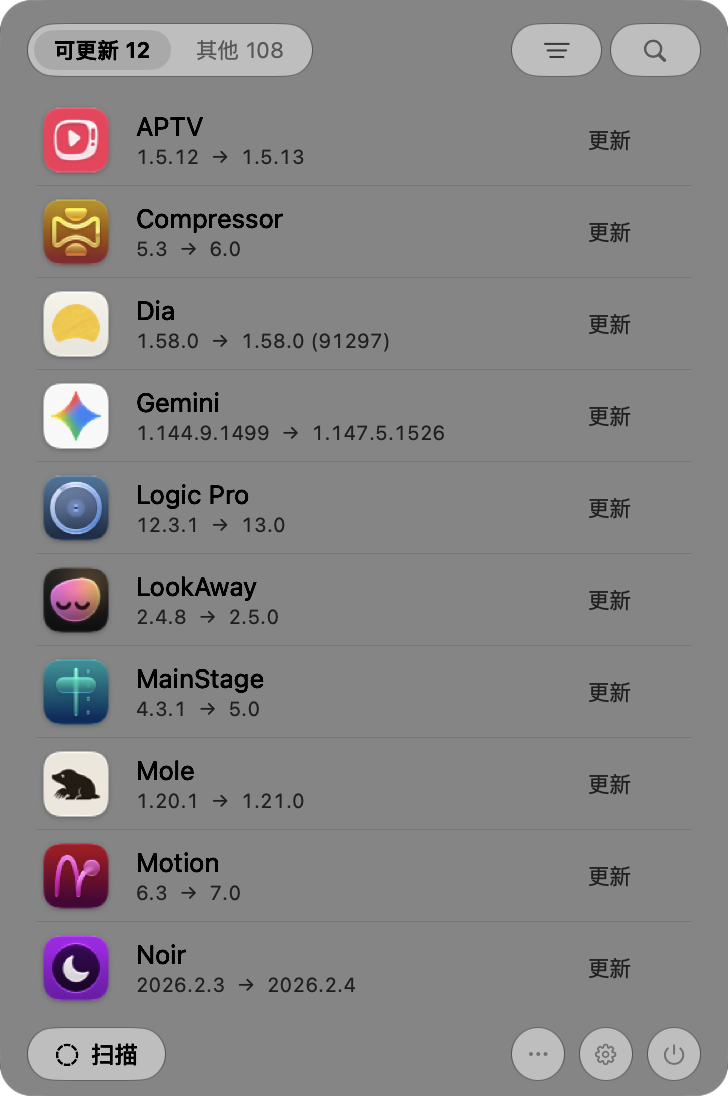 可更新 12 其他 108
APTV
1.5.12 → 1.5.13
更新
Compressor
5.3 → 6.0
更新
Dia
1.58.0 → 1.58.0 (91297)
更新
Gemini
1.144.9.1499 → 1.147.5.1526
更新
Logic Pro
12.3.1 → 13.0
更新
LookAway
2.4.8 → 2.5.0
更新
MainStage
4.3.1 → 5.0
更新
Mole
1.20.1 → 1.21.0
更新
Motion
6.3 → 7.0
更新
Noir
2026.2.3 → 2026.2.4
更新
扫描